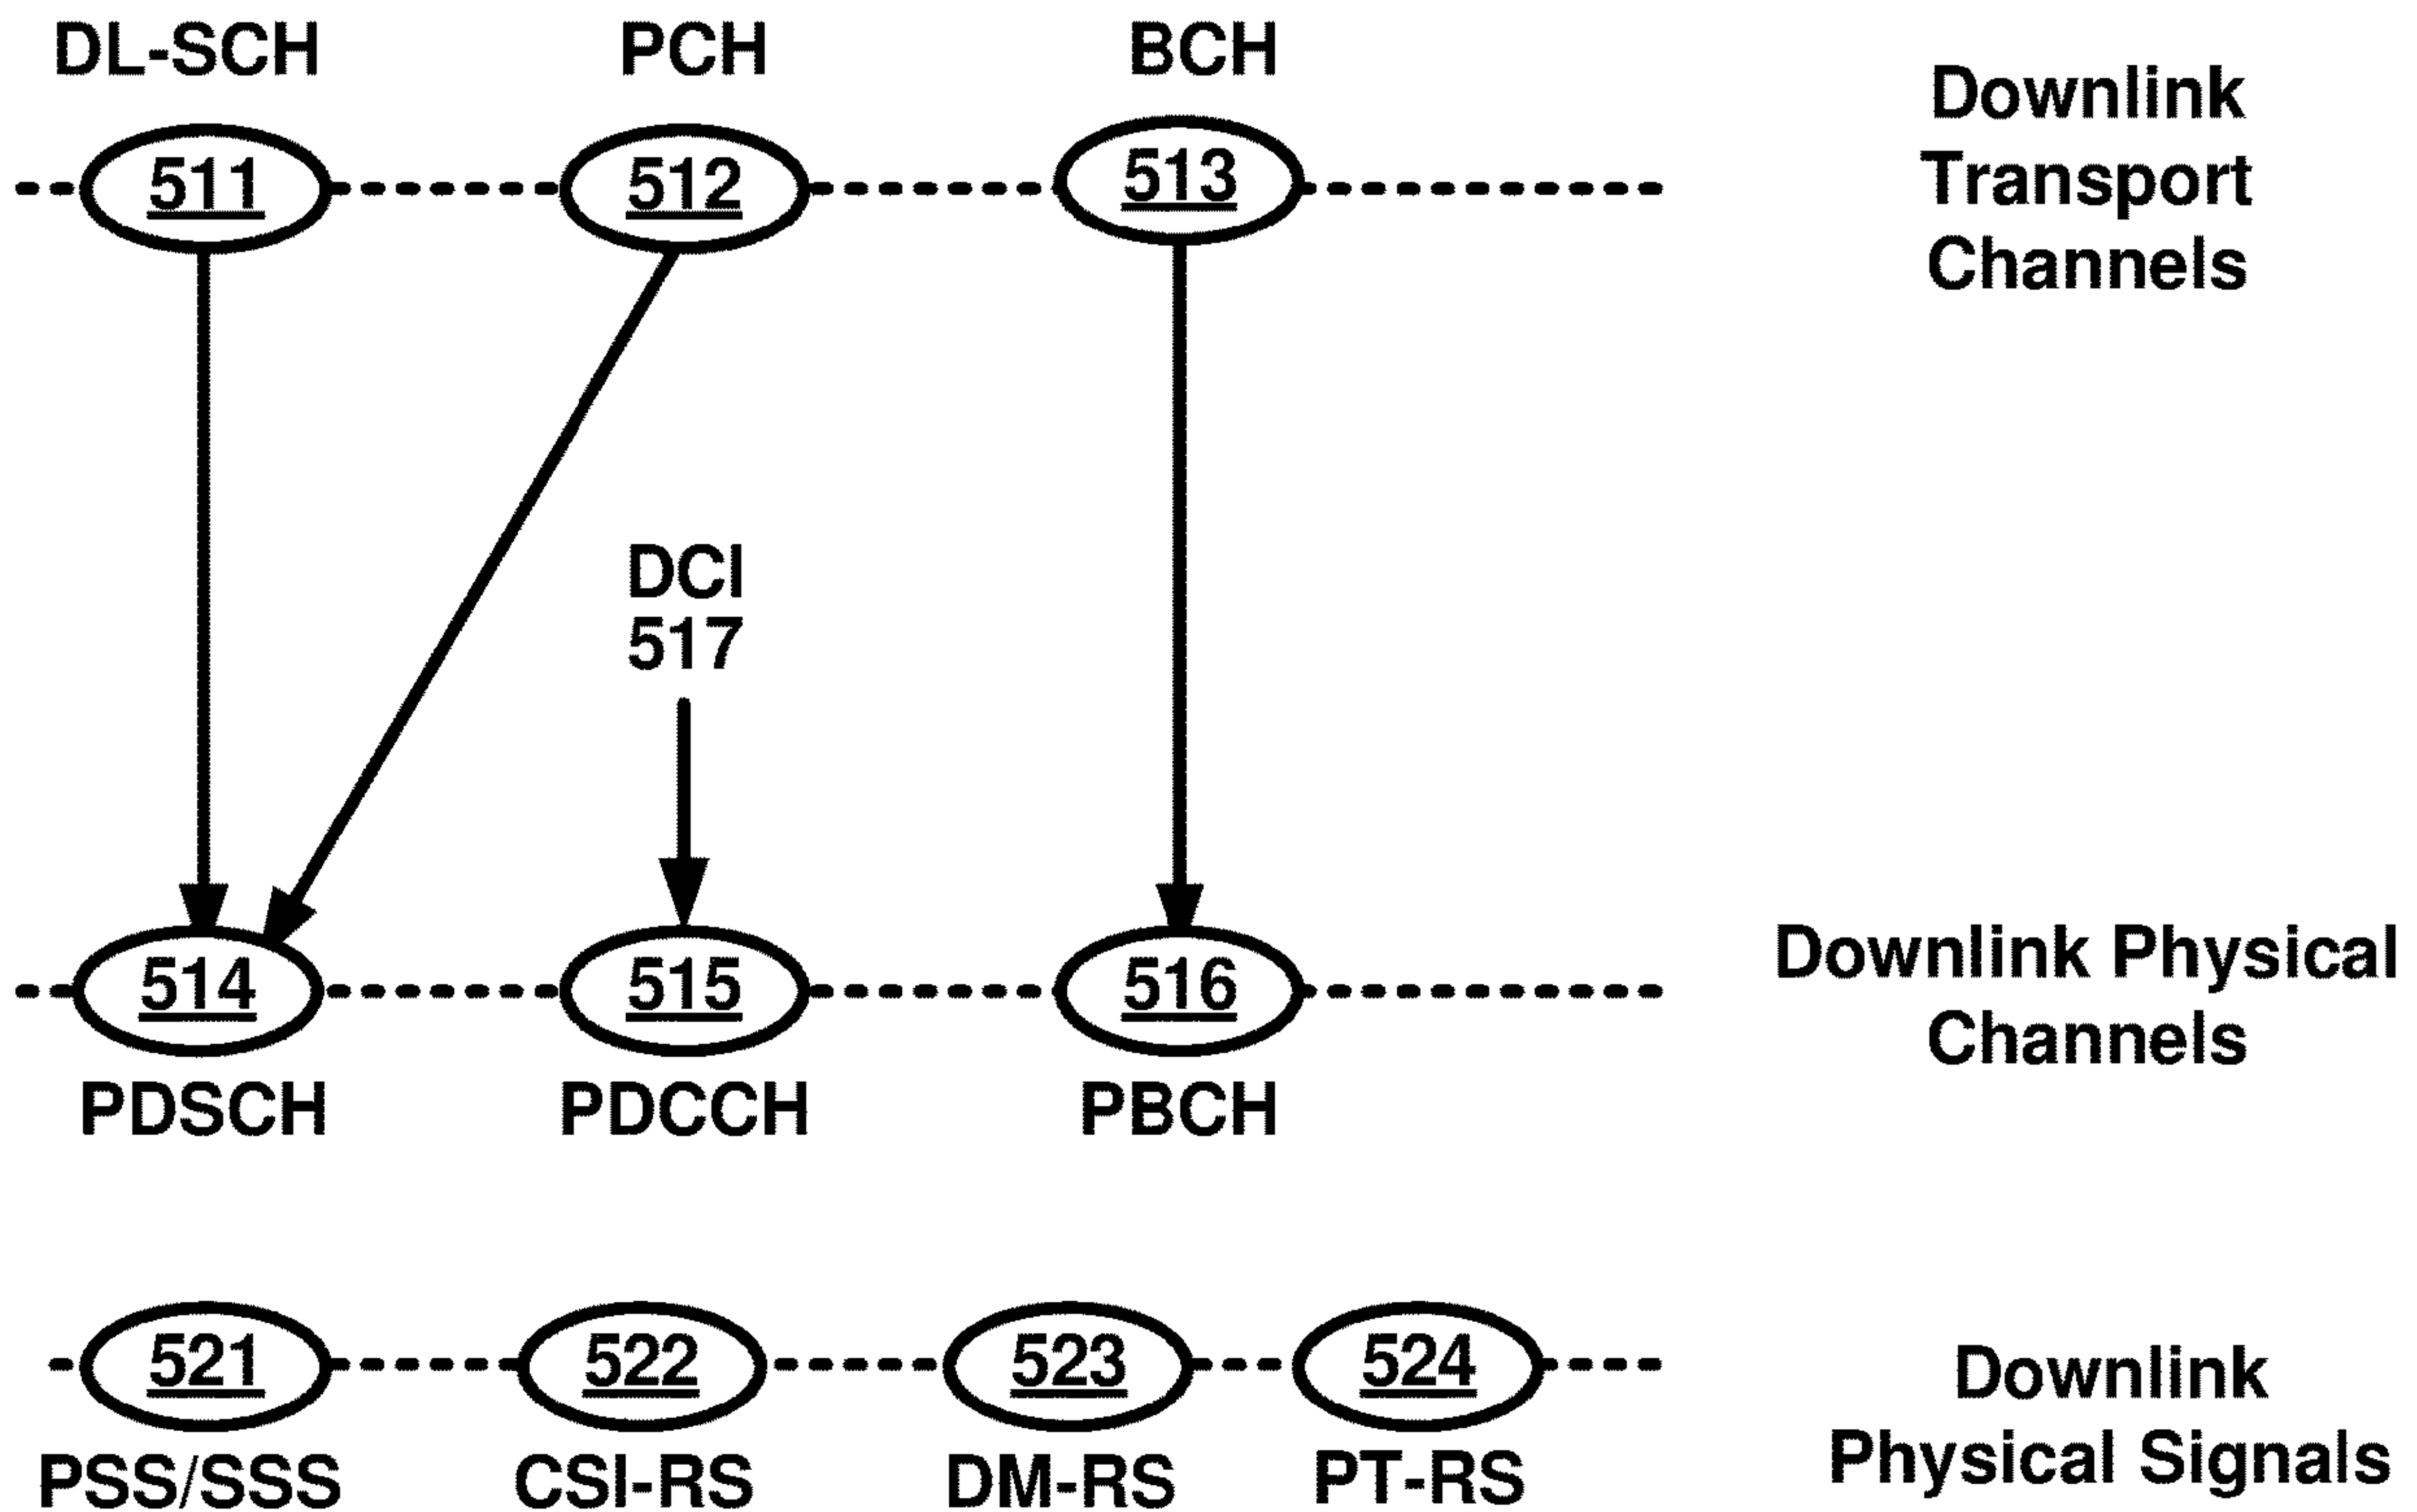 DL-SCH
PCH
BCH
511
512
513
Downlink
Transport
Channels
DCI
517
514
515
516
Downlink Physical
Channels
PDSCH
PDCCH
PBCH
521
522
523
524
Downlink
Physical Signals
PSS/SSS
CSI-RS
DM-RS
PT-RS